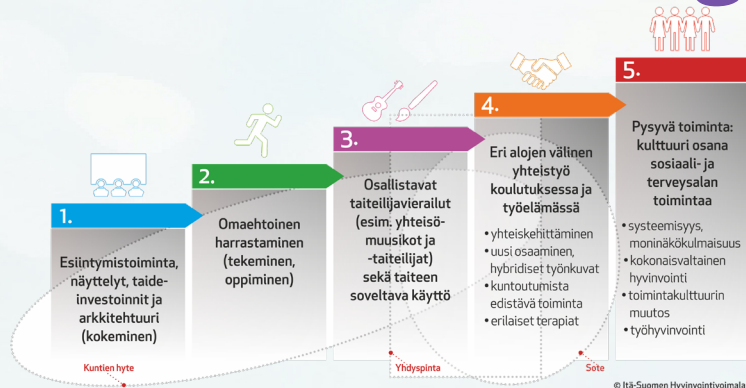 1.
Esiintymistoiminta,
näyttelyt, taide-
investoinnit ja
arkkitehtuuri
(kokeminen)
2.
Omaehtoinen
harrastaminen
(tekeminen,
oppiminen)
3.
Osallistavat
taiteilijavierailut
(esim. yhteisö-
muusikot ja
-taiteilijat)
sekä taiteen
soveltava käyttö
4.
Eri alojen välinen
yhteistyö
koulutuksessa ja
työelämässä
• yhteiskehittäminen
• uusi osaaminen,
hybridiset työnkuvat
• kuntoutumista
edistävä toiminta
• erilaiset terapiat
5.
Pysyvä toiminta:
kulttuuri osana
sosiaali- ja
terveysalan
toimintaa
• systeemisyys,
moninäkökulmaisuus
• kokonaisvaltainen
hyvinvointi
• toimintakulttuurin
muutos
• työhyvinvointi
Kuntien hyte
Yhdyspinta
Sote
© Itä-Suomen Hyvinvointivoimala